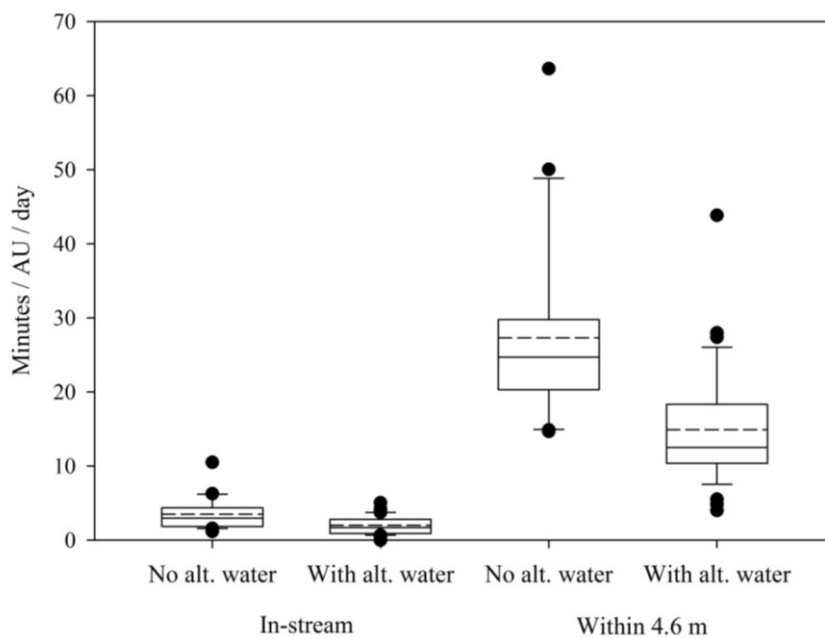 70
60
50
40
30
20
10
0
Minutes / AU / day
No alt. water With alt. water No alt. water With alt. water
In-stream Within 4.6 m